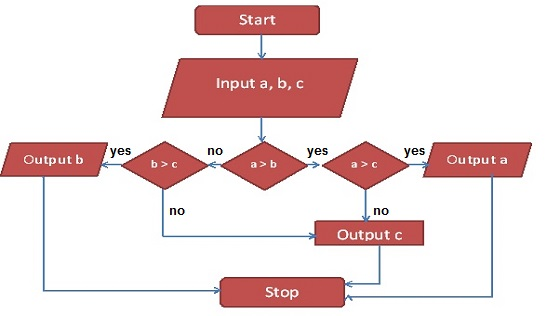 Start
Input a, b, c
yes
no
yes
yes
Output b
b > c
a > b
a > c
Output a
no
no
Output c
Stop